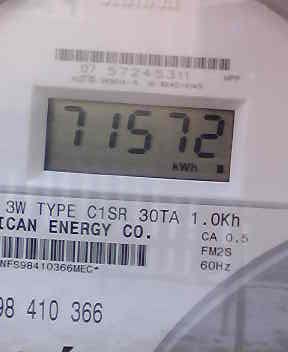 07 57245311
71572
kWh
3W TYPE C1SR 30TA 1.0Kh
ICAN ENERGY CO.
CA 0.5
FM2S
60Hz
NFS98410366MEC*
98 410 366